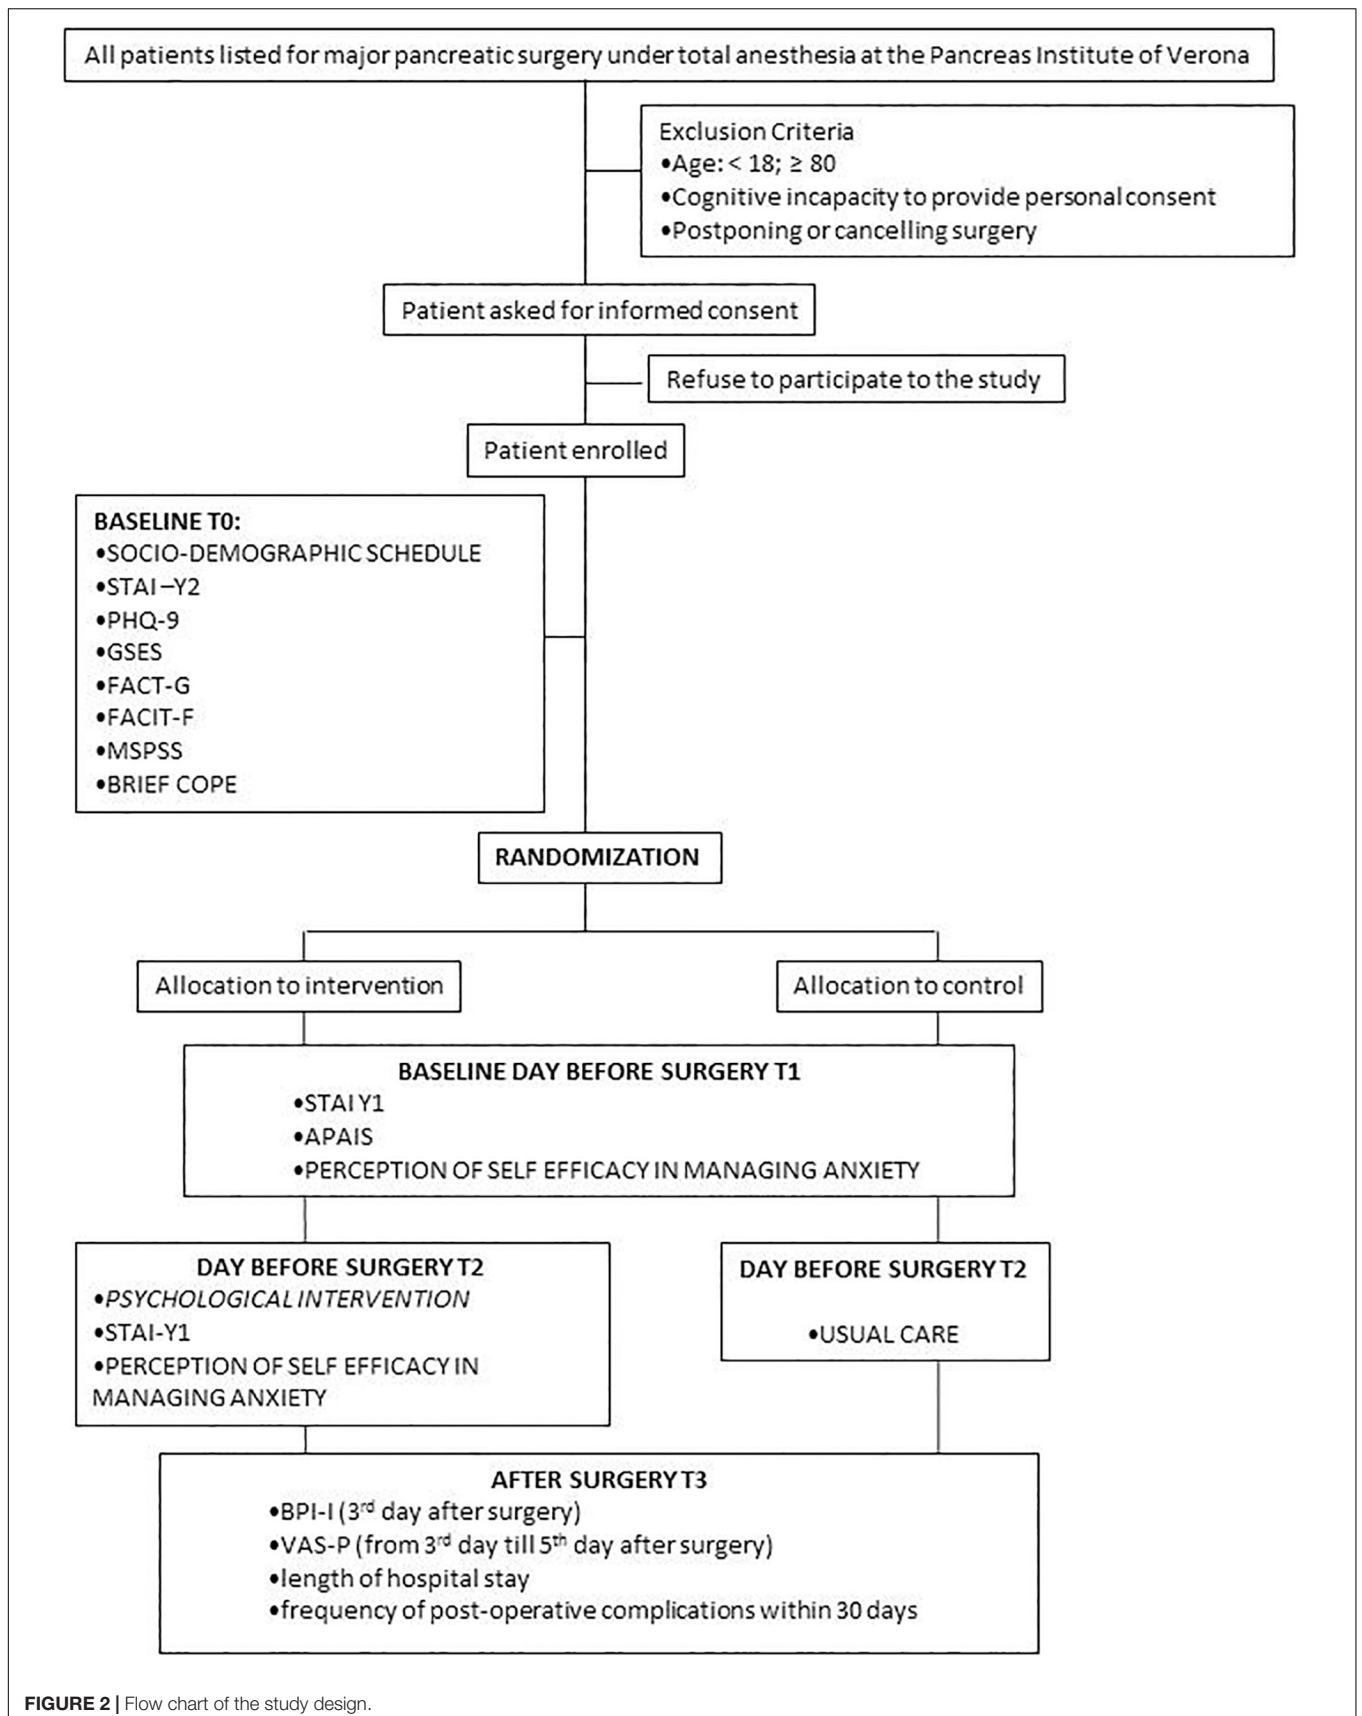 All patients listed for major pancreatic surgery under total anesthesia at the Pancreas Institute of Verona
Exclusion Criteria
•Age: < 18; ≥ 80
•Cognitive incapacity to provide personal consent
•Postponing or cancelling surgery
Patient asked for informed consent
Refuse to participate to the study
Patient enrolled
BASELINE T0:
•SOCIO-DEMOGRAPHIC SCHEDULE
•STAI–Y2
•PHQ-9
•GSES
•FACT-G
•FACIT-F
•MSPSS
•BRIEF COPE
RANDOMIZATION
Allocation to intervention
Allocation to control
BASELINE DAY BEFORE SURGERY T1
•STAI Y1
•APAIS
•PERCEPTION OF SELF EFFICACY IN MANAGING ANXIETY
DAY BEFORE SURGERY T2
•PSYCHOLOGICAL INTERVENTION
•STAI-Y1
•PERCEPTION OF SELF EFFICACY IN
MANAGING ANXIETY
DAY BEFORE SURGERY T2
•USUAL CARE
AFTER SURGERY T3
•BPI-I (3rd day after surgery)
•VAS-P (from 3rd day till 5th day after surgery)
•length of hospital stay
•frequency of post-operative complications within 30 days
FIGURE 2 | Flow chart of the study design.